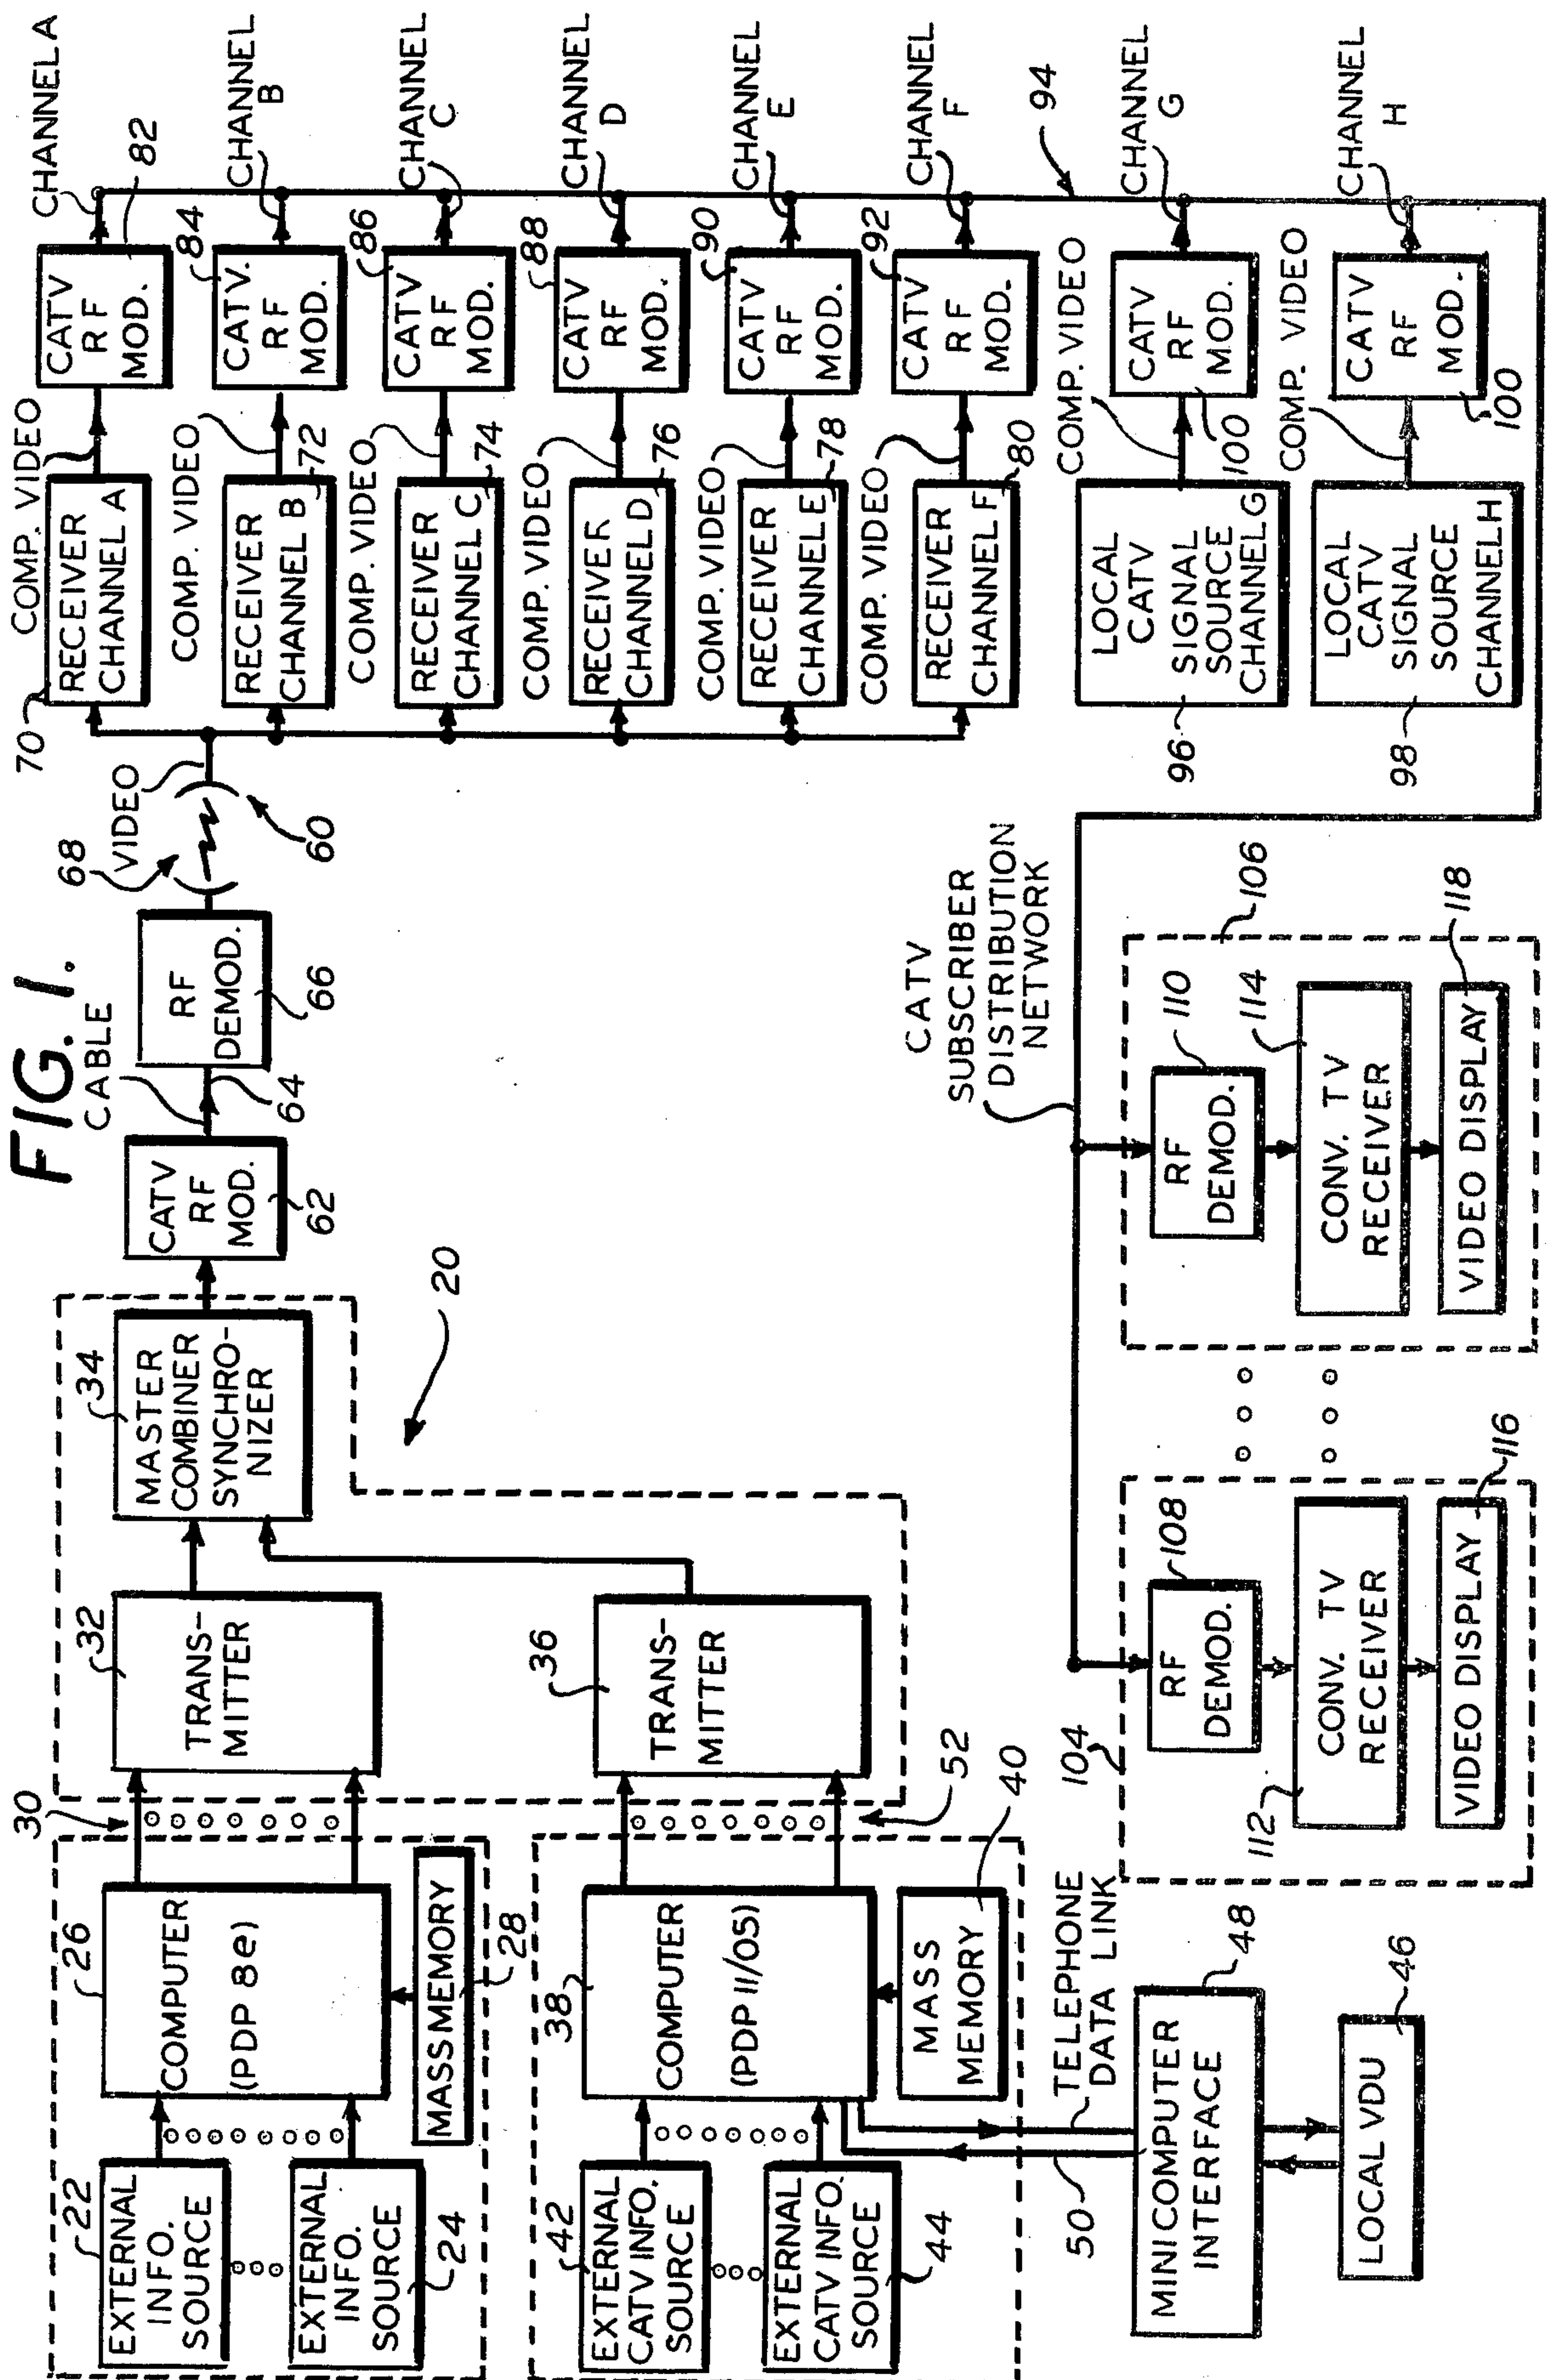 FIG. 1.
22
EXTERNAL
INFO.
SOURCE
EXTERNAL
INFO.
SOURCE
24
26
COMPUTER
(PDP 8e)
MASS MEMORY
28
30
32
TRANS-
MITTER
34
MASTER
COMBINER
SYNCHRO-
NIZER
20
CATV
RF
MOD.
62
CABLE
64
RF
DEMOD.
66
68
VIDEO
60
42
EXTERNAL
CATV INFO.
SOURCE
EXTERNAL
CATV INFO.
SOURCE
44
38
COMPUTER
(PDP 11/05)
MASS
MEMORY
40
52
36
TRANS-
MITTER
50
TELEPHONE
DATA LINK
MINICOMPUTER
INTERFACE
48
LOCAL VDU
46
70
RECEIVER
CHANNEL A
COMP. VIDEO
CATV
RF
MOD.
82
CHANNEL A
RECEIVER
CHANNEL B
72
COMP. VIDEO
84
CATV.
RF
MOD.
CHANNEL
B
RECEIVER
CHANNEL C
74
COMP. VIDEO
86
CATV
RF
MOD.
CHANNEL
C
RECEIVER
CHANNEL D
76
COMP. VIDEO
88
CATV
RF
MOD.
CHANNEL
D
RECEIVER
CHANNEL E
78
COMP. VIDEO
90
CATV
RF
MOD.
CHANNEL
E
RECEIVER
CHANNEL F
80
COMP. VIDEO
92
CATV
RF
MOD.
CHANNEL
F
94
LOCAL
CATV
SIGNAL
SOURCE
CHANNEL G
96
COMP. VIDEO
CATV
RF
MOD.
100
CHANNEL
G
LOCAL
CATV
SIGNAL
SOURCE
CHANNEL H
98
COMP. VIDEO
CATV
RF
MOD.
100
CHANNEL
H
CATV
SUBSCRIBER
DISTRIBUTION
NETWORK
104
RF
DEMOD.
108
112
CONV. TV
RECEIVER
VIDEO DISPLAY
116
106
RF
DEMOD.
110
CONV. TV
RECEIVER
114
VIDEO DISPLAY
118